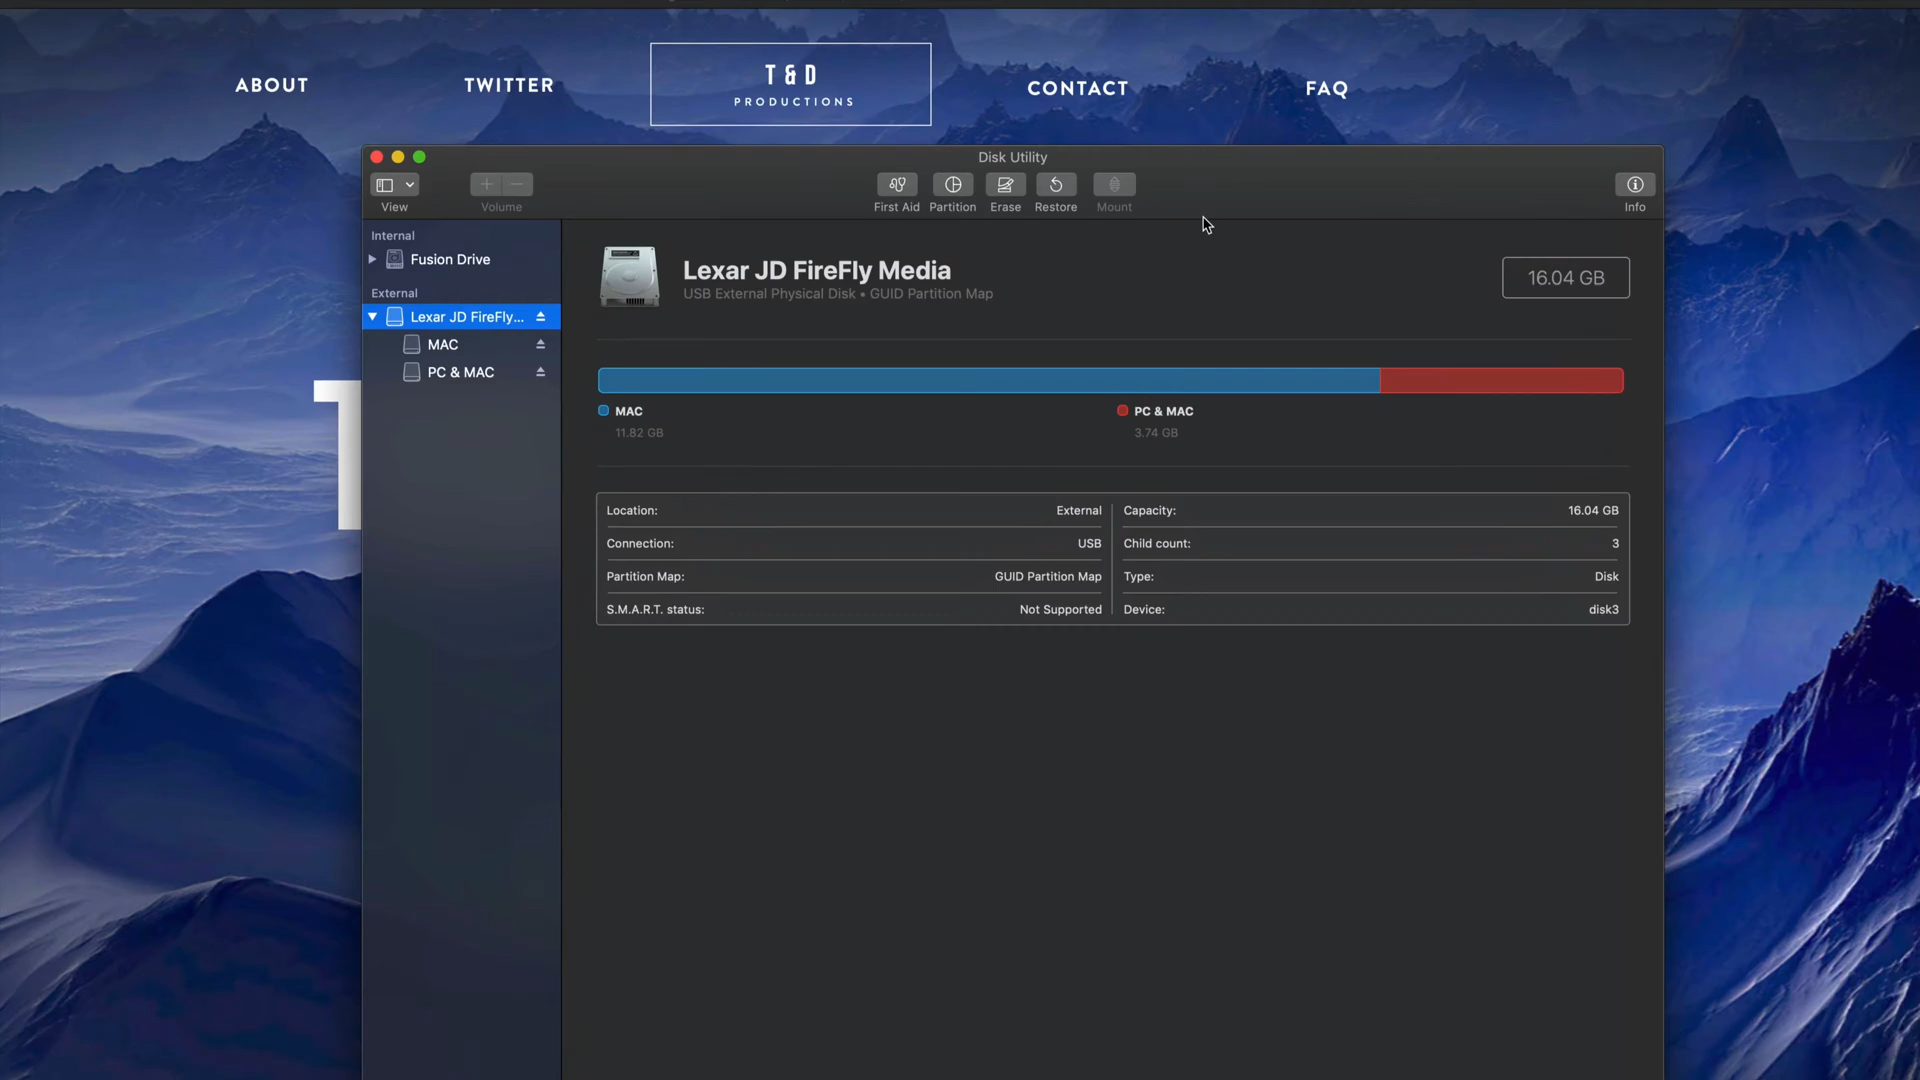 ABOUT
TWITTER
T & D
PRODUCTIONS
CONTACT
FAQ
Disk Utility
View
Volume
First Aid
Partition
Erase
Restore
Mount
Info
Internal
Fusion Drive
External
Lexar JD FireFly...
MAC
PC & MAC
Lexar JD FireFly Media
USB External Physical Disk • GUID Partition Map
16.04 GB
MAC
11.82 GB
PC & MAC
3.74 GB
Location: External
Connection: USB
Partition Map: GUID Partition Map
S.M.A.R.T. status: Not Supported
Capacity: 16.04 GB
Child count: 3
Type: Disk
Device: disk3
T